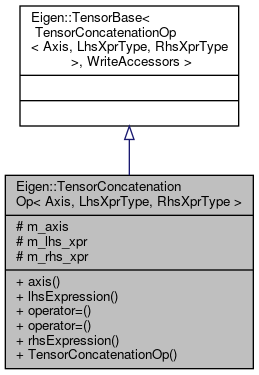 Eigen::TensorBase<
TensorConcatenationOp
< Axis, LhsXprType, RhsXprType
>, WriteAccessors >
Eigen::TensorConcatenation
Op< Axis, LhsXprType, RhsXprType >
# m_axis
# m_lhs_xpr
# m_rhs_xpr
+ axis()
+ lhsExpression()
+ operator=()
+ operator=()
+ rhsExpression()
+ TensorConcatenationOp()